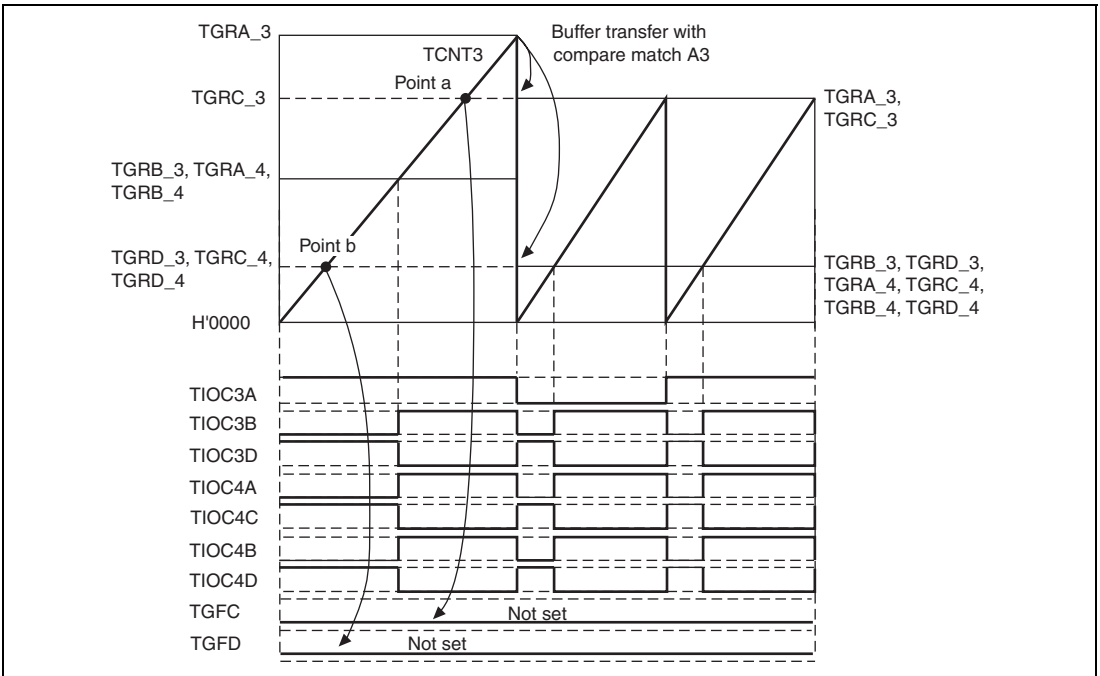 TGRA_3
TCNT3
Buffer transfer with
compare match A3
Point a
TGRC_3
TGRA_3,
TGRC_3
TGRB_3, TGRA_4,
TGRB_4
Point b
TGRD_3, TGRC_4,
TGRD_4
TGRB_3, TGRD_3,
TGRA_4, TGRC_4,
TGRB_4, TGRD_4
H'0000
TIOC3A
TIOC3B
TIOC3D
TIOC4A
TIOC4C
TIOC4B
TIOC4D
TGFC
Not set
TGFD
Not set